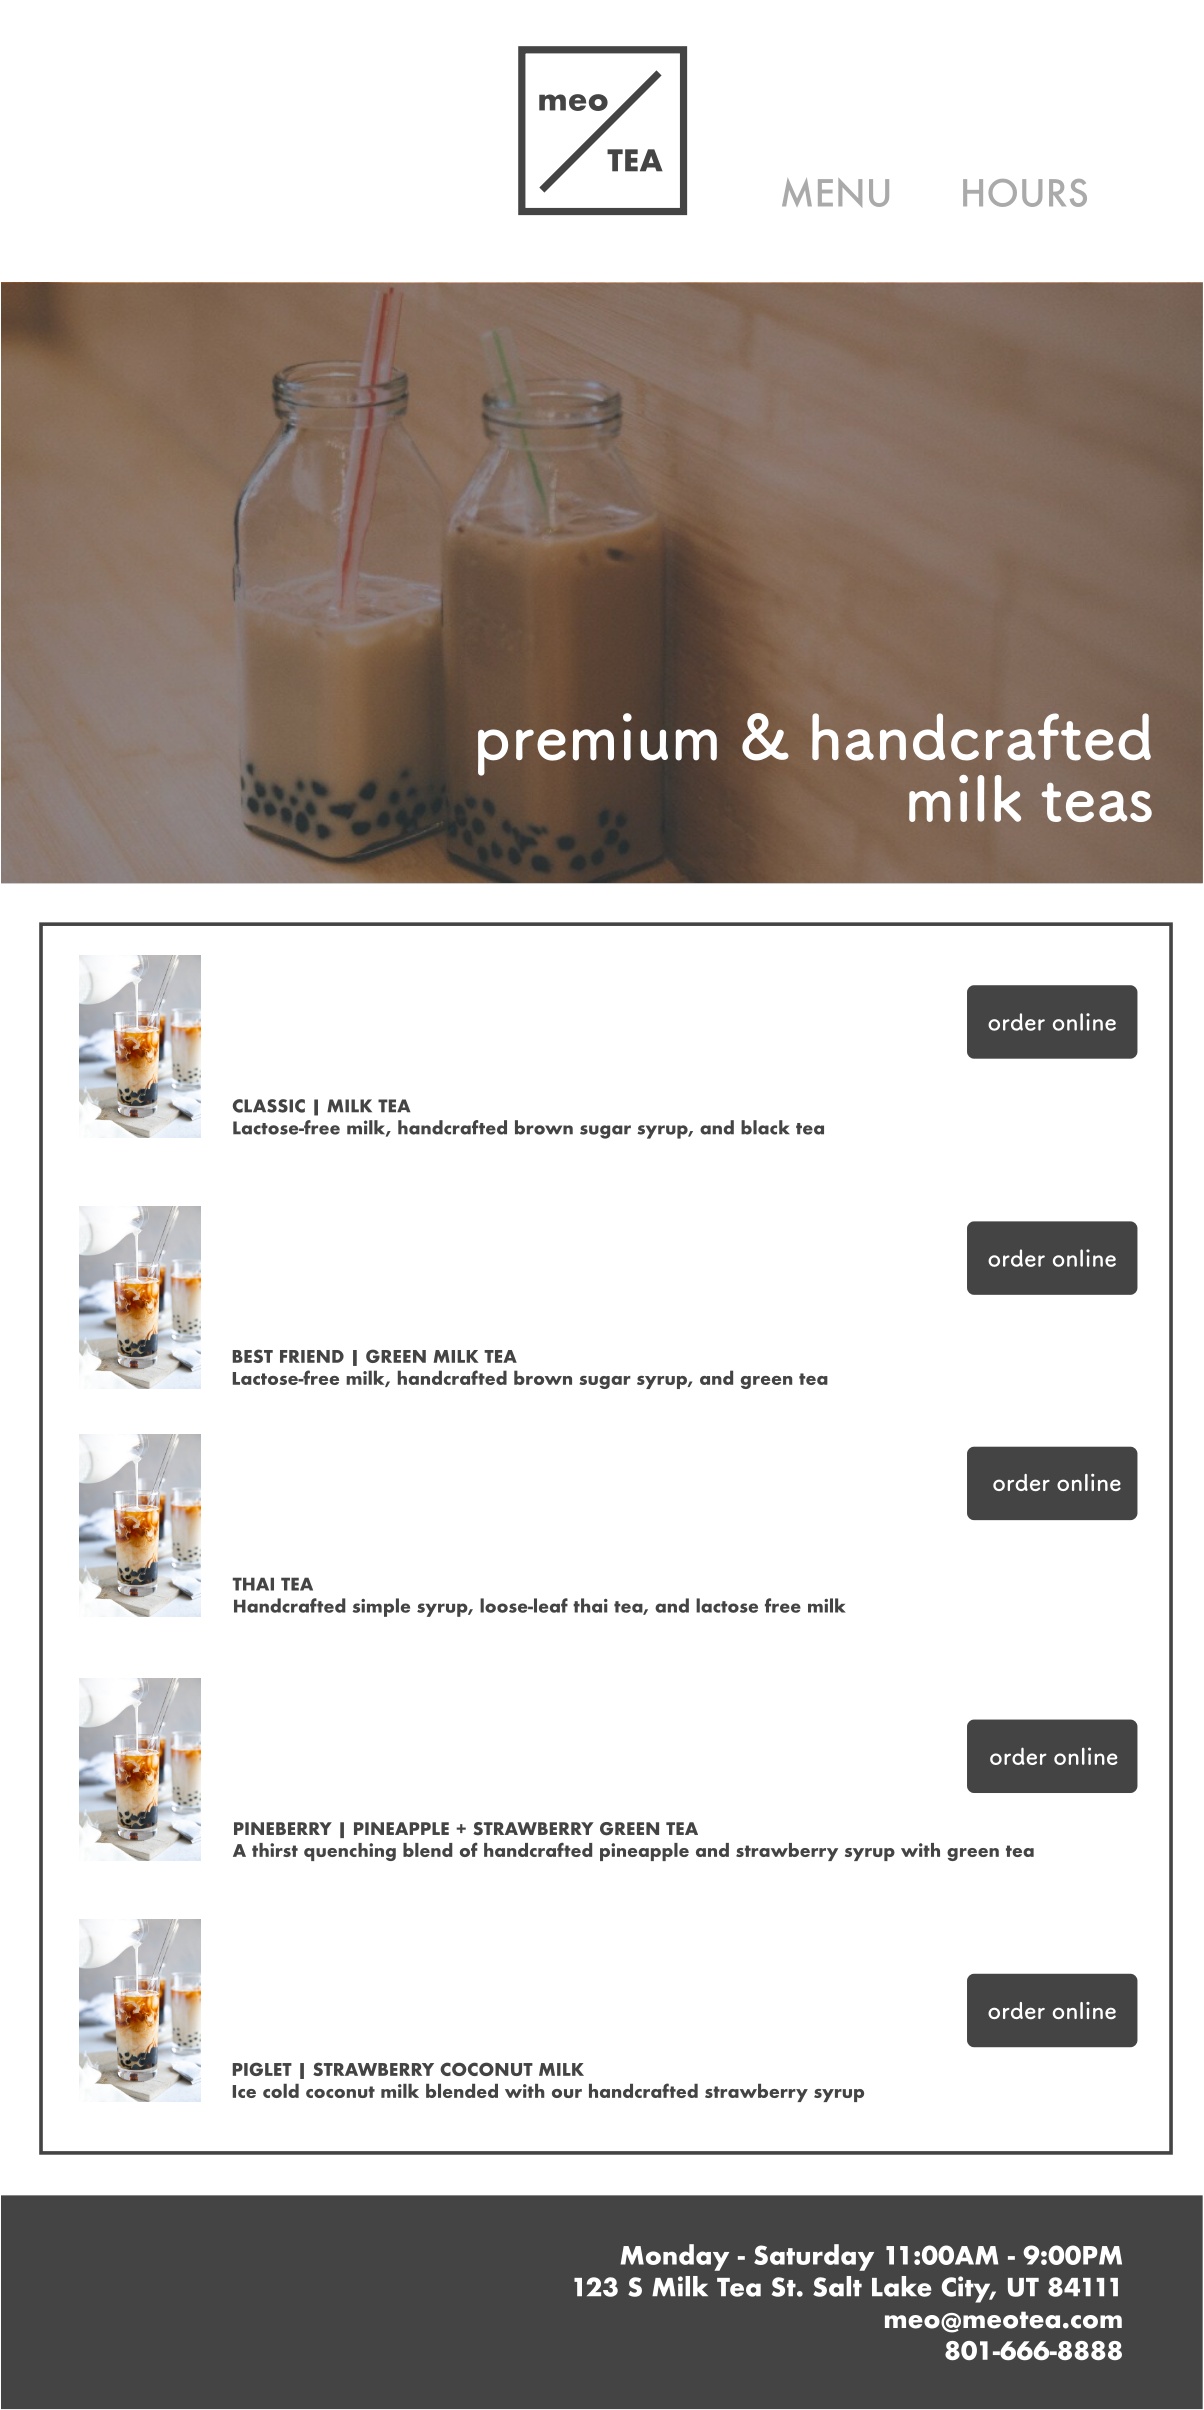 meo
TEA
MENU HOURS
premium & handcrafted
milk teas
order online
CLASSIC | MILK TEA
Lactose-free milk, handcrafted brown sugar syrup, and black tea
order online
BEST FRIEND | GREEN MILK TEA
Lactose-free milk, handcrafted brown sugar syrup, and green tea
order online
THAI TEA
Handcrafted simple syrup, loose-leaf thai tea, and lactose free milk
order online
PINEBERRY | PINEAPPLE + STRAWBERRY GREEN TEA
A thirst quenching blend of handcrafted pineapple and strawberry syrup with green tea
order online
PIGLET | STRAWBERRY COCONUT MILK
Ice cold coconut milk blended with our handcrafted strawberry syrup
Monday - Saturday 11:00AM - 9:00PM
123 S Milk Tea St. Salt Lake City, UT 84111
meo@meotea.com
801-666-8888